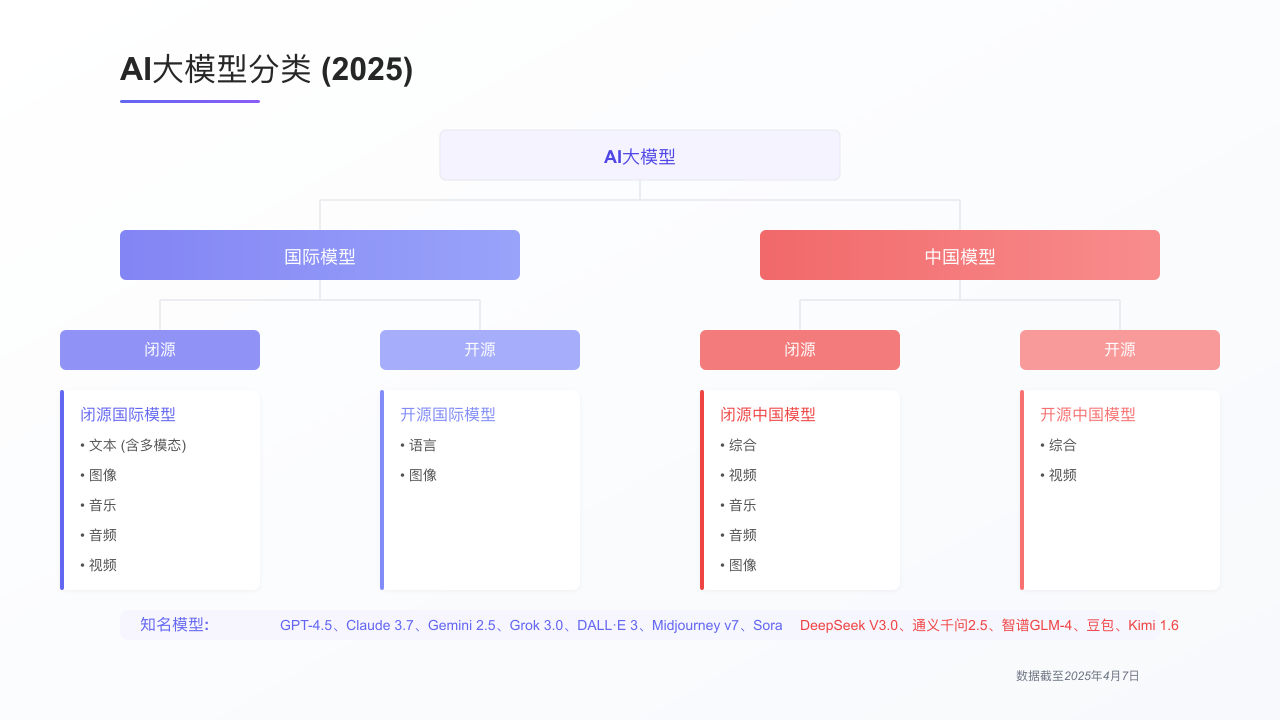 AI大模型分类 (2025)
AI大模型
国际模型
中国模型
闭源
开源
闭源
开源
闭源国际模型
• 文本 (含多模态)
• 图像
• 音乐
• 音频
• 视频
开源国际模型
• 语言
• 图像
闭源中国模型
• 综合
• 视频
• 音乐
• 音频
• 图像
开源中国模型
• 综合
• 视频
知名模型:
GPT-4.5、Claude 3.7、Gemini 2.5、Grok 3.0、DALL·E 3、Midjourney v7、Sora
DeepSeek V3.0、通义千问2.5、智谱GLM-4、豆包、Kimi 1.6
数据截至2025年4月7日